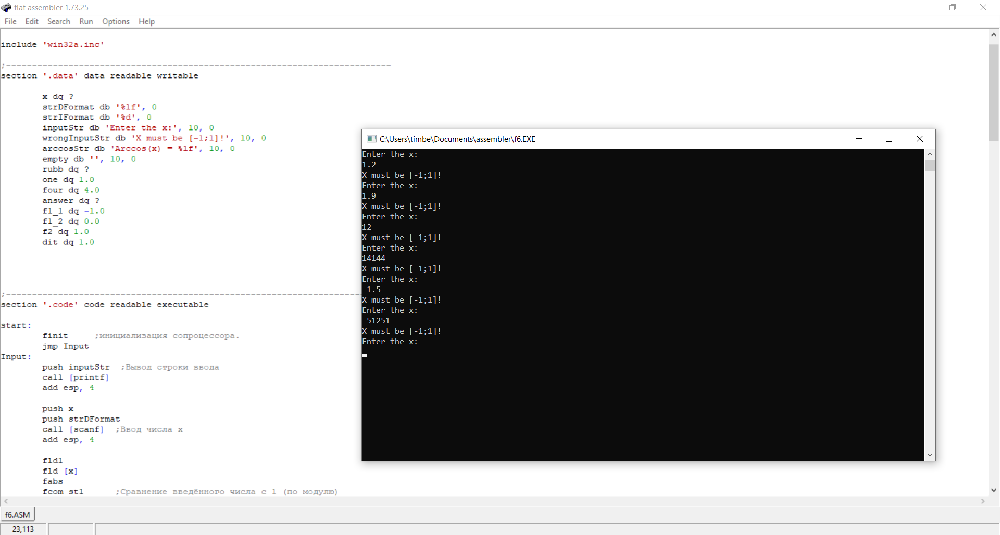 flat assembler 1.73.25
File Edit Search Run Options Help
include 'win32a.inc'
;--------------------------------------------------------------------------
section '.data' data readable writable
x dq ?
strDFormat db '%lf', 0
strIFormat db '%d', 0
inputStr db 'Enter the x:', 10, 0
wrongInputStr db 'X must be [-1;1]!', 10, 0
arccosStr db 'Arccos(x) = %lf', 10, 0
empty db '', 10, 0
rubb dq ?
one dq 1.0
four dq 4.0
answer dq ?
f1_1 dq -1.0
f1_2 dq 0.0
f2 dq 1.0
dit dq 1.0
;---------------------------------------------------------------------
section '.code' code readable executable
start:
finit ;инициализация сопроцессора.
jmp Input
Input:
push inputStr ;Вывод строки ввода
call [printf]
add esp, 4
push x
push strDFormat
call [scanf] ;Ввод числа x
add esp, 4
fld1
fld [x]
fabs
fcom st1 ;Сравнение введённого числа с 1 (по модулю)
f6.ASM
23,113
C:\Users\timbe\Documents\assembler\f6.EXE
Enter the x:
1.2
X must be [-1;1]!
Enter the x:
1.9
X must be [-1;1]!
Enter the x:
12
X must be [-1;1]!
Enter the x:
14144
X must be [-1;1]!
Enter the x:
-1.5
X must be [-1;1]!
Enter the x:
-51251
X must be [-1;1]!
Enter the x: